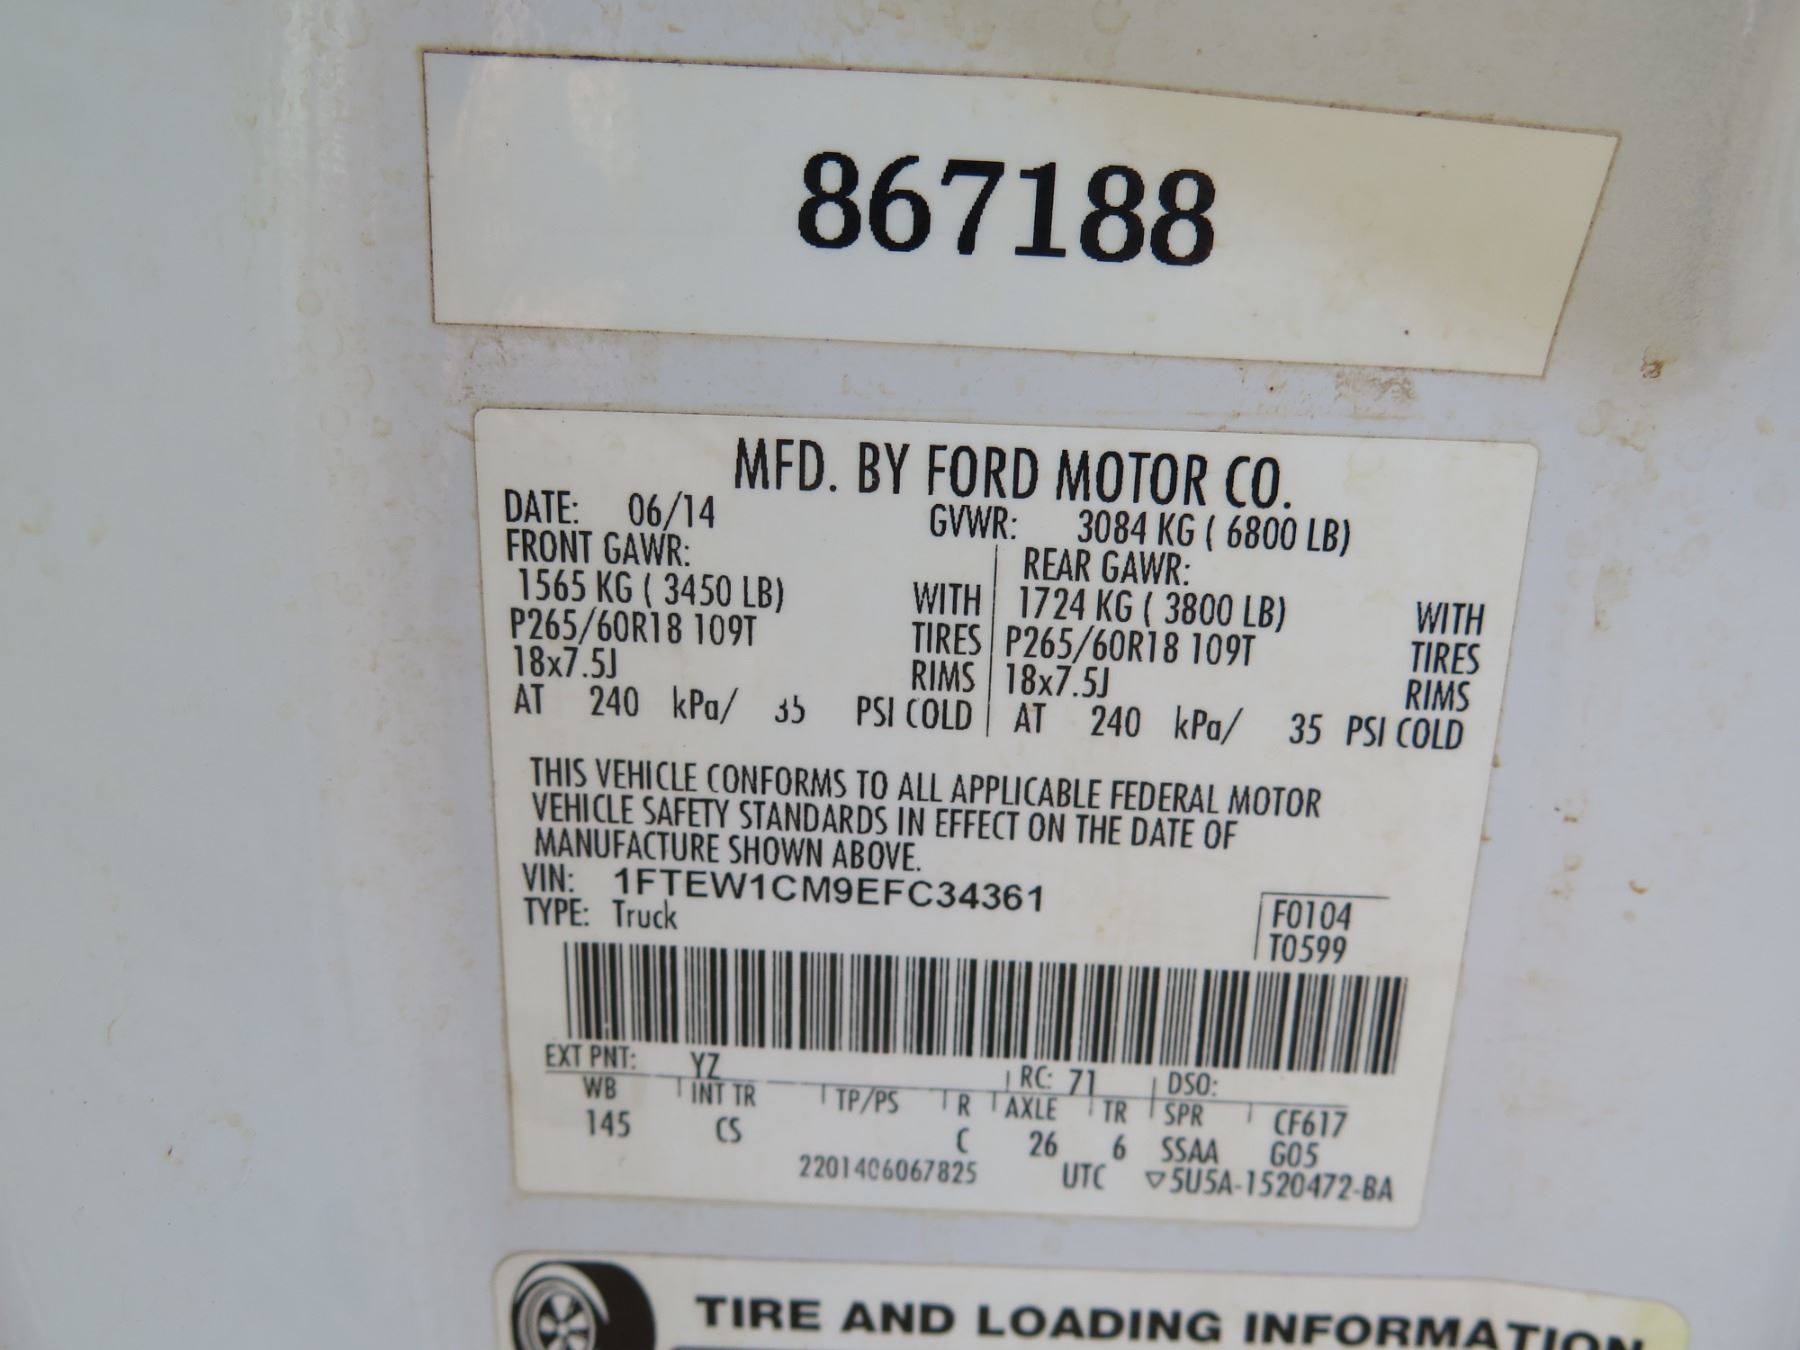 867188
MFD. BY FORD MOTOR CO.
DATE: 06/14 GVWR: 3084 KG ( 6800 LB)
FRONT GAWR: REAR GAWR:
1565 KG ( 3450 LB) WITH 1724 KG ( 3800 LB) WITH
P265/60R18 109T TIRES P265/60R18 109T TIRES
18x7.5J RIMS 18x7.5J RIMS
AT 240 kPa/ 35 PSI COLD AT 240 kPa/ 35 PSI COLD
THIS VEHICLE CONFORMS TO ALL APPLICABLE FEDERAL MOTOR
VEHICLE SAFETY STANDARDS IN EFFECT ON THE DATE OF
MANUFACTURE SHOWN ABOVE.
VIN: 1FTEW1CM9EFC34361
TYPE: Truck
F0104
T0599
EXT PNT: YZ RC: 71 DSO:
WB INT TR TP/PS R AXLE TR SPR CF617
145 CS C 26 6 SSAA G05
2201406067825 UTC ▽5U5A-1520472-BA
TIRE AND LOADING INFORMATION